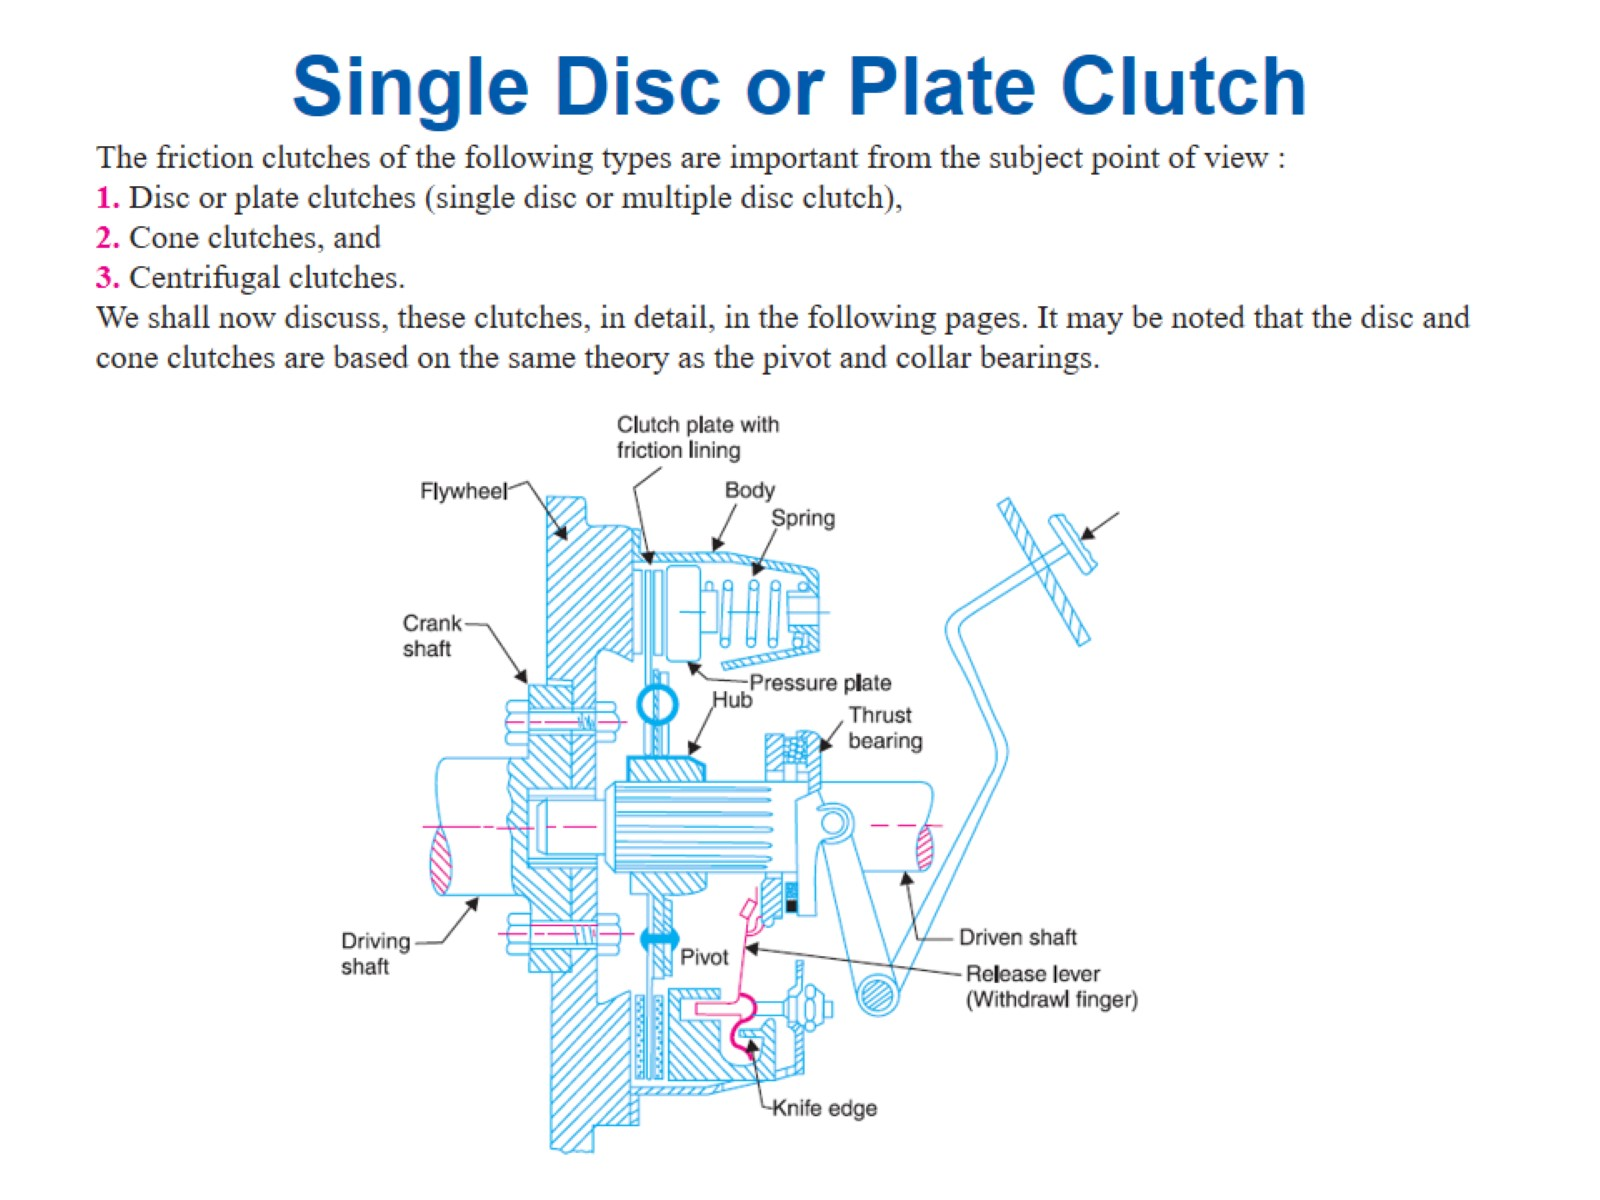 Single Disc or Plate Clutch
The friction clutches of the following types are important from the subject point of view :
1. Disc or plate clutches (single disc or multiple disc clutch),
2. Cone clutches, and
3. Centrifugal clutches.
We shall now discuss, these clutches, in detail, in the following pages. It may be noted that the disc and
cone clutches are based on the same theory as the pivot and collar bearings.
Clutch plate with
friction lining
Flywheel
Body
Spring
Crank
shaft
Pressure plate
Hub
Thrust
bearing
Driving
shaft
Pivot
Driven shaft
Release lever
(Withdrawl finger)
Knife edge